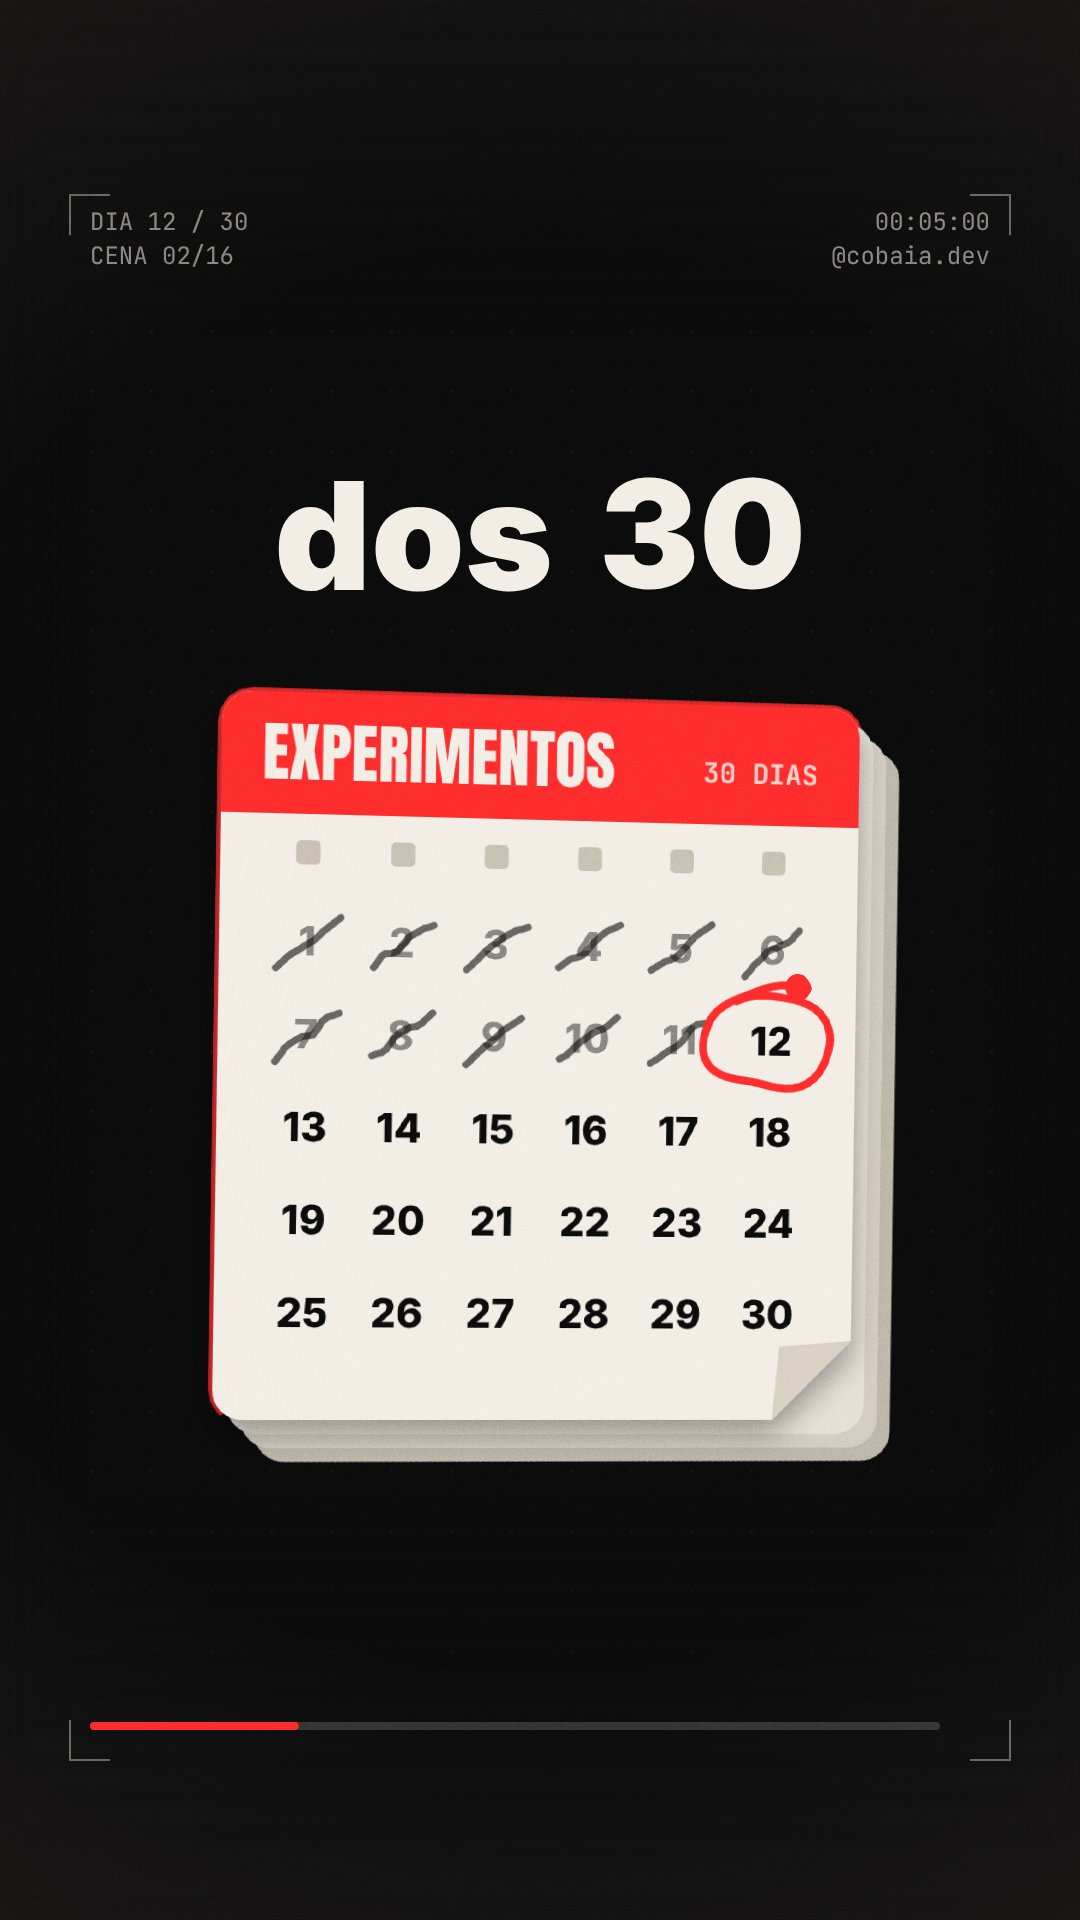 DIA 12 / 30
00:05:00
CENA 02/16
@cobaia.dev
dos 30
EXPERIMENTOS
30 DIAS
1 2 3 4 5 6
7 8 9 10 11 12
13 14 15 16 17 18
19 20 21 22 23 24
25 26 27 28 29 30